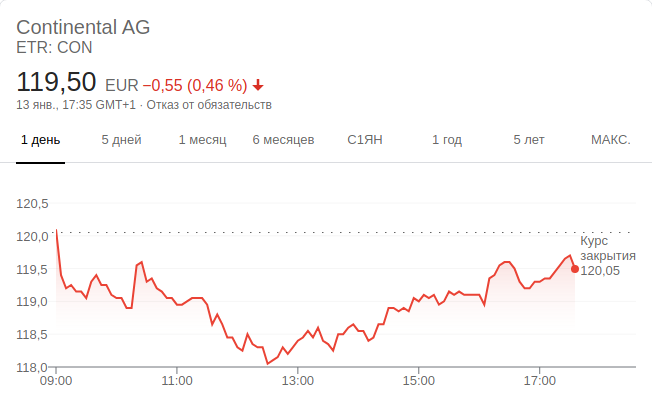 Continental AG
ETR: CON
119,50 EUR −0,55 (0,46 %)
13 янв., 17:35 GMT+1 · Отказ от обязательств
1 день 5 дней 1 месяц 6 месяцев С1ЯН 1 год 5 лет МАКС.
120,5
120,0
119,5
119,0
118,5
118,0
Курс
закрытия
120,05
09:00 11:00 13:00 15:00 17:00